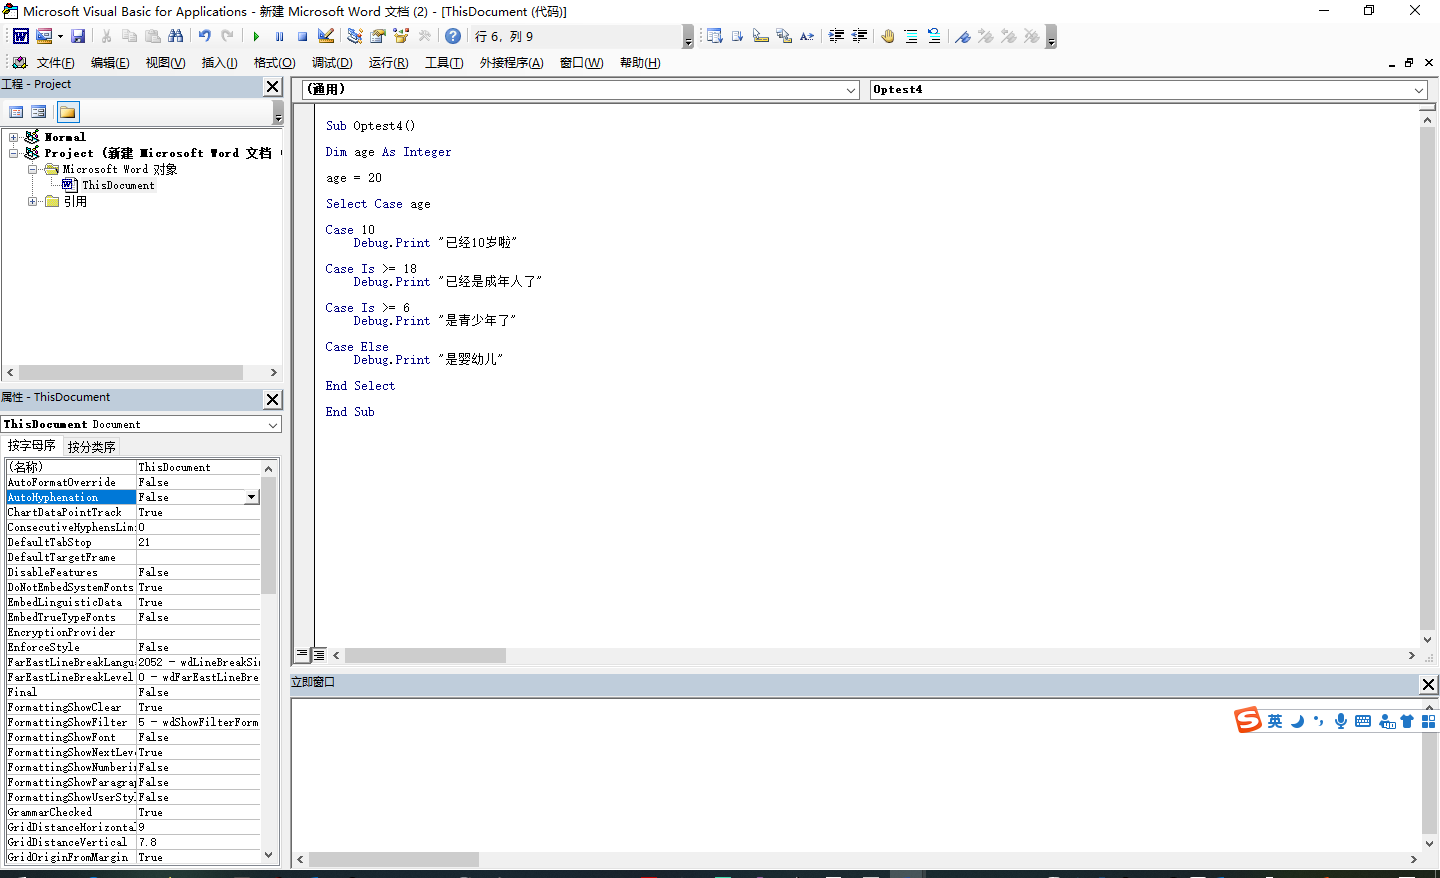 Microsoft Visual Basic for Applications - 新建 Microsoft Word 文档 (2) - [ThisDocument (代码)]
行 6，列 9
文件(F) 编辑(E) 视图(V) 插入(I) 格式(O) 调试(D) 运行(R) 工具(T) 外接程序(A) 窗口(W) 帮助(H)
工程 - Project
Normal
Project (新建 Microsoft Word 文档
Microsoft Word 对象
ThisDocument
引用
属性 - ThisDocument
ThisDocument Document
按字母序 按分类序
(名称) ThisDocument
AutoFormatOverride False
AutoHyphenation False
ChartDataPointTrack True
ConsecutiveHyphensLim 0
DefaultTabStop 21
DefaultTargetFrame
DisableFeatures False
DoNotEmbedSystemFonts True
EmbedLinguisticData True
EmbedTrueTypeFonts False
EncryptionProvider
EnforceStyle False
FarEastLineBreakLangu 2052 - wdLineBreakSi
FarEastLineBreakLevel 0 - wdFarEastLineBre
Final False
FormattingShowClear True
FormattingShowFilter 5 - wdShowFilterForm
FormattingShowFont False
FormattingShowNextLev True
FormattingShowNumberi False
FormattingShowParagra False
FormattingShowUserSty False
GrammarChecked True
GridDistanceHorizonta 9
GridDistanceVertical 7.8
GridOriginFromMargin True
(通用) Optest4
Sub Optest4()
Dim age As Integer
age = 20
Select Case age
Case 10
Debug.Print "已经10岁啦"
Case Is >= 18
Debug.Print "已经是成年人了"
Case Is >= 6
Debug.Print "是青少年了"
Case Else
Debug.Print "是婴幼儿"
End Select
End Sub
立即窗口
英